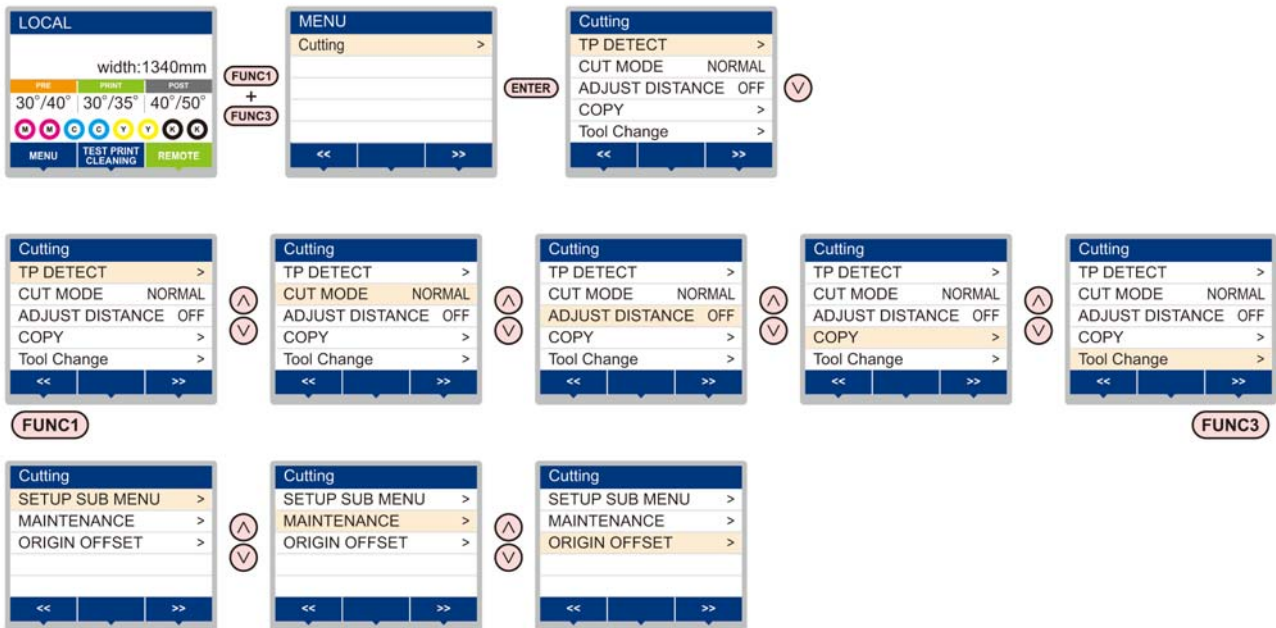 LOCAL
width:1340mm
PRE PRINT POST
30°/40° 30°/35° 40°/50°
M M C C Y Y K K
MENU TEST PRINT CLEANING REMOTE
FUNC1
+
FUNC3
MENU
Cutting >
<< >>
ENTER
Cutting
TP DETECT >
CUT MODE NORMAL
ADJUST DISTANCE OFF
COPY >
Tool Change >
<< >>
Cutting
TP DETECT >
CUT MODE NORMAL
ADJUST DISTANCE OFF
COPY >
Tool Change >
<< >>
Cutting
TP DETECT >
CUT MODE NORMAL
ADJUST DISTANCE OFF
COPY >
Tool Change >
<< >>
Cutting
TP DETECT >
CUT MODE NORMAL
ADJUST DISTANCE OFF
COPY >
Tool Change >
<< >>
Cutting
TP DETECT >
CUT MODE NORMAL
ADJUST DISTANCE OFF
COPY >
Tool Change >
<< >>
Cutting
TP DETECT >
CUT MODE NORMAL
ADJUST DISTANCE OFF
COPY >
Tool Change >
<< >>
FUNC1
FUNC3
Cutting
SETUP SUB MENU >
MAINTENANCE >
ORIGIN OFFSET >
<< >>
Cutting
SETUP SUB MENU >
MAINTENANCE >
ORIGIN OFFSET >
<< >>
Cutting
SETUP SUB MENU >
MAINTENANCE >
ORIGIN OFFSET >
<< >>